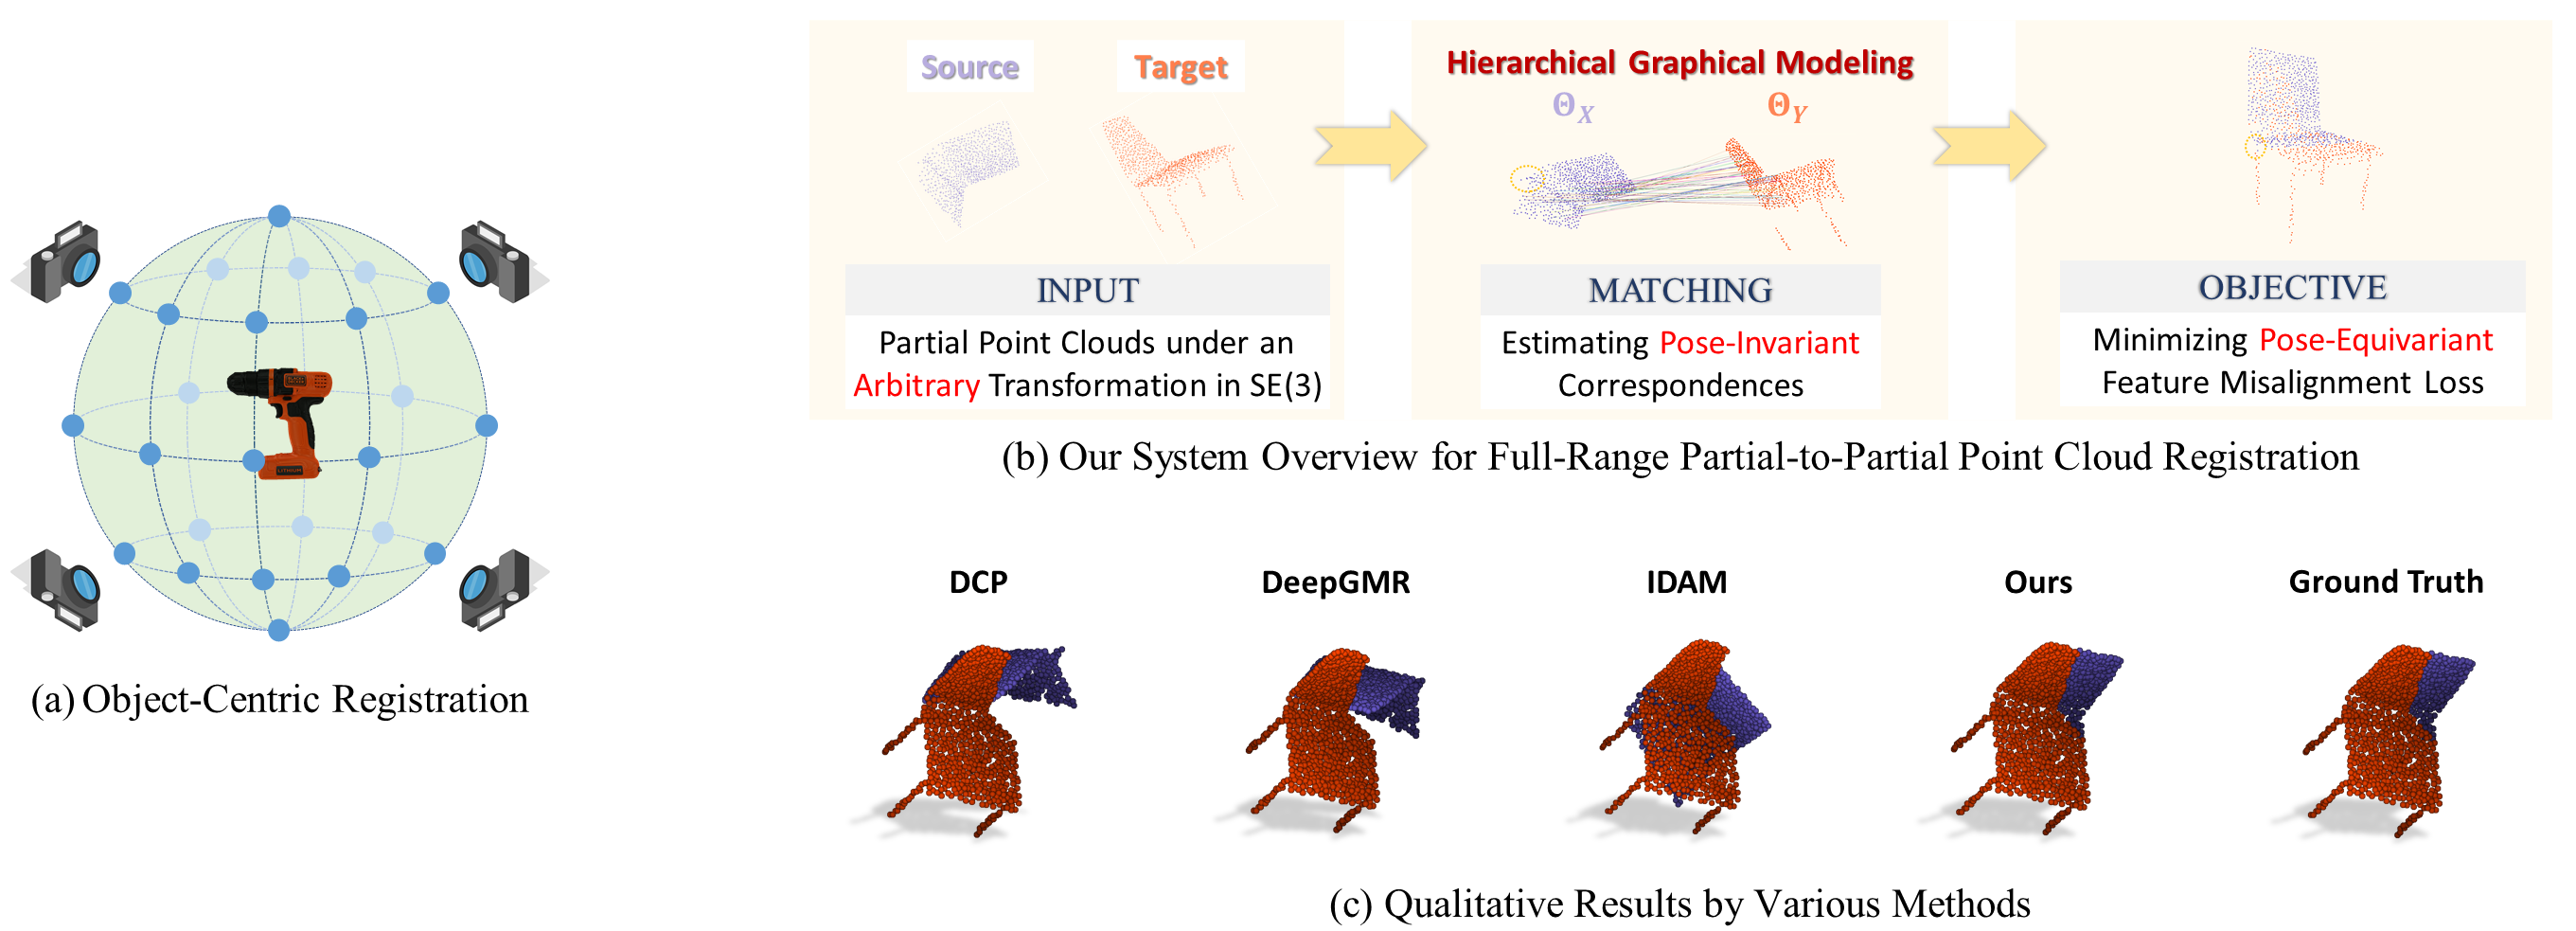 Source
Target
Hierarchical Graphical Modeling
Θ_X
Θ_Y
INPUT
Partial Point Clouds under an
Arbitrary Transformation in SE(3)
MATCHING
Estimating Pose-Invariant
Correspondences
OBJECTIVE
Minimizing Pose-Equivariant
Feature Misalignment Loss
(a) Object-Centric Registration
(b) Our System Overview for Full-Range Partial-to-Partial Point Cloud Registration
DCP
DeepGMR
IDAM
Ours
Ground Truth
(c) Qualitative Results by Various Methods